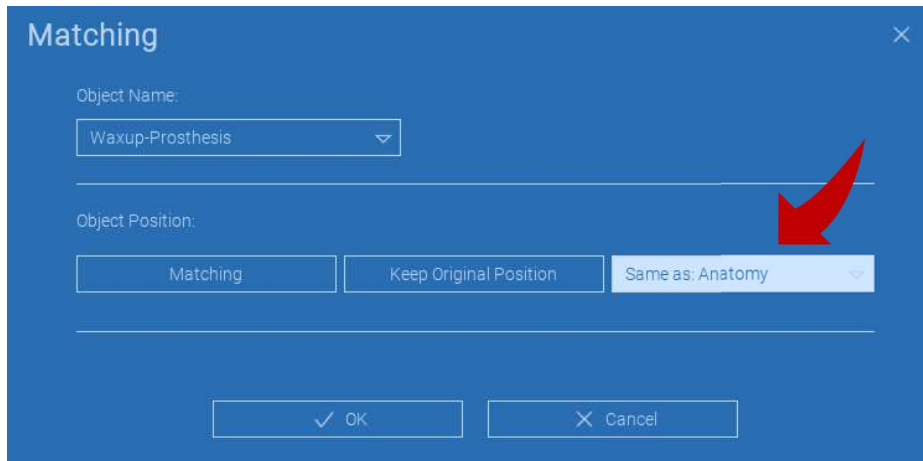 Matching
Object Name:
Waxup-Prosthesis
Object Position:
Matching
Keep Original Position
Same as: Anatomy
OK
Cancel